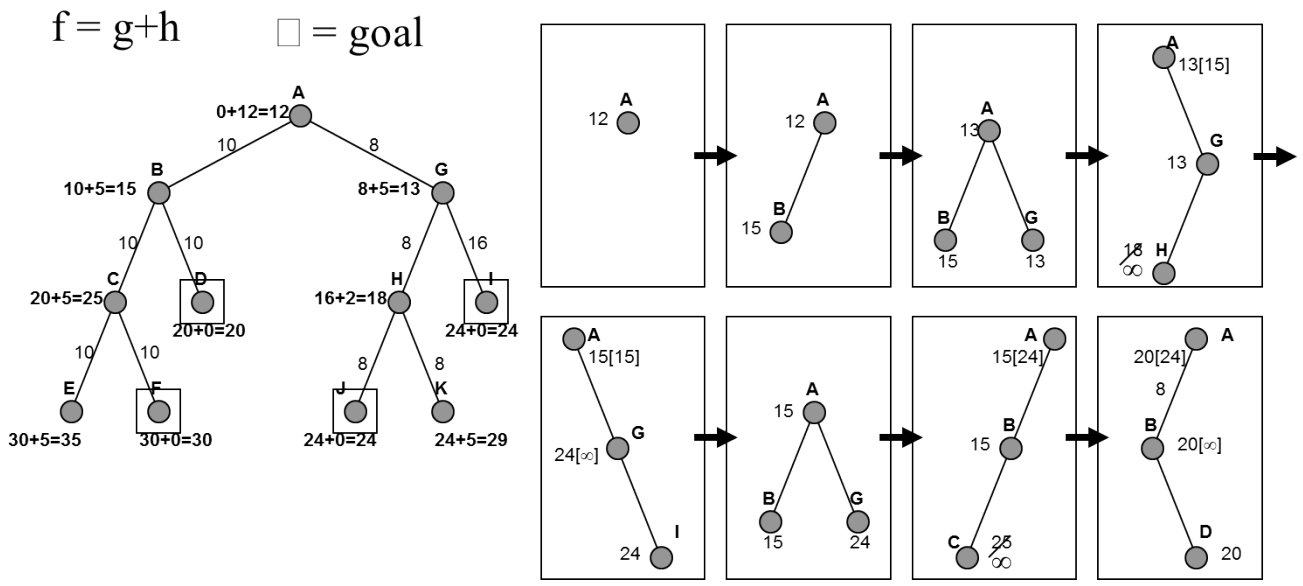 f = g+h □ = goal
A
0+12=12
10 8
B G
10+5=15 8+5=13
10 10 8 16
C D H I
20+5=25 16+2=18
20+0=20 24+0=24
10 10 8 8
E F J K
30+5=35 30+0=30 24+0=24 24+5=29
A
12
A
12
B
15
A
13
B G
15 13
A
13[15]
G
13
18 H
∞
A
15[15]
G
24[∞]
I
24
A
15
B G
15 24
A
15[24]
B
15
C 25
∞
A
20[24]
8
B
20[∞]
D
20